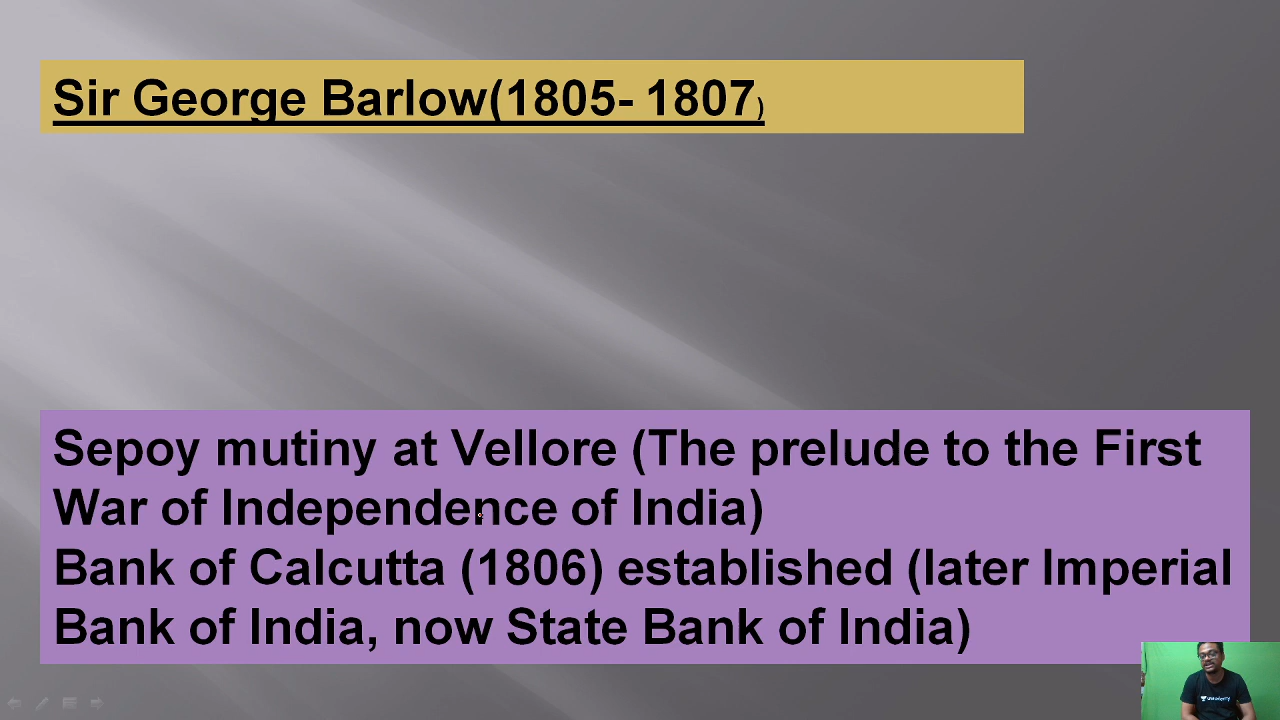 Sir George Barlow(1805- 1807)
Sepoy mutiny at Vellore (The prelude to the First
War of Independence of India)
Bank of Calcutta (1806) established (later Imperial
Bank of India, now State Bank of India)